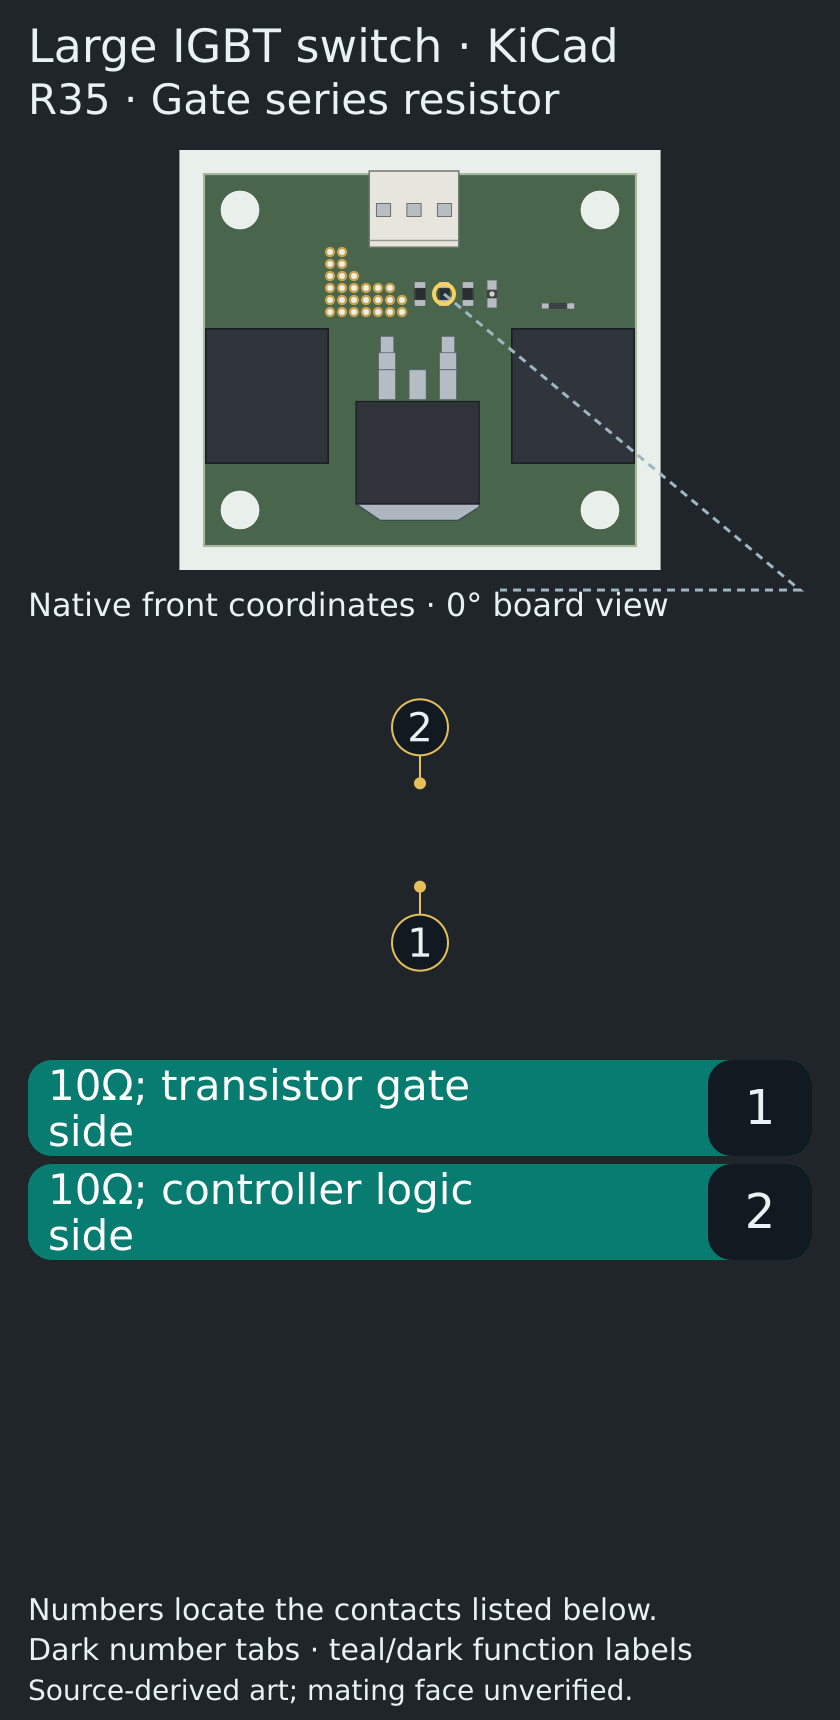 Large IGBT switch · KiCad
R35 · Gate series resistor
Native front coordinates · 0° board view
2
1
10Ω; transistor gate
side
1
10Ω; controller logic
side
2
Numbers locate the contacts listed below.
Dark number tabs · teal/dark function labels
Source-derived art; mating face unverified.